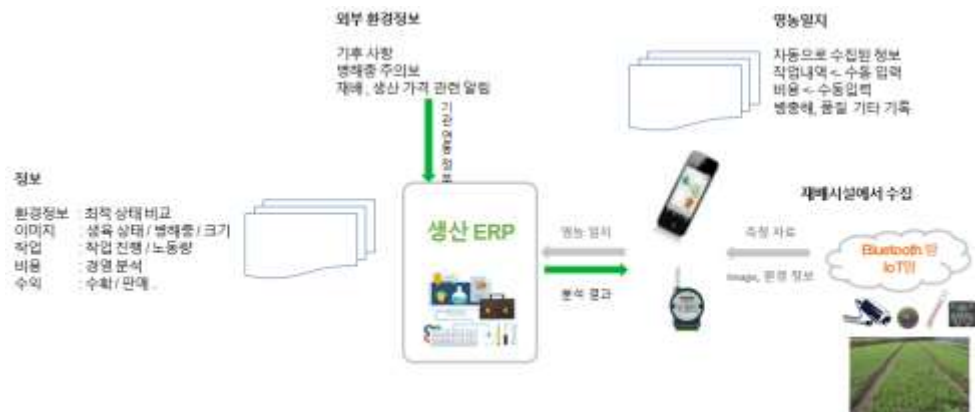 외부 환경정보
기후 사항
병해충 주의보
재배, 생산 가격 관련 알림
기관 연동 정보
영농일지
자동으로 수집된 정보
작업내역 <- 수동 입력
비용 <- 수동입력
병충해, 품질 기타 기록
정보
환경정보 : 최적 상태 비교
이미지 : 생육 상태 / 병해충 / 크기
작업 : 작업 진행 / 노동량
비용 : 경영 분석
수익 : 수확 / 판매 ..
생산 ERP
영농 일지
분석 결과
재배시설에서 수집
측정 자료
Image, 환경 정보
Bluetooth 망
IoT망